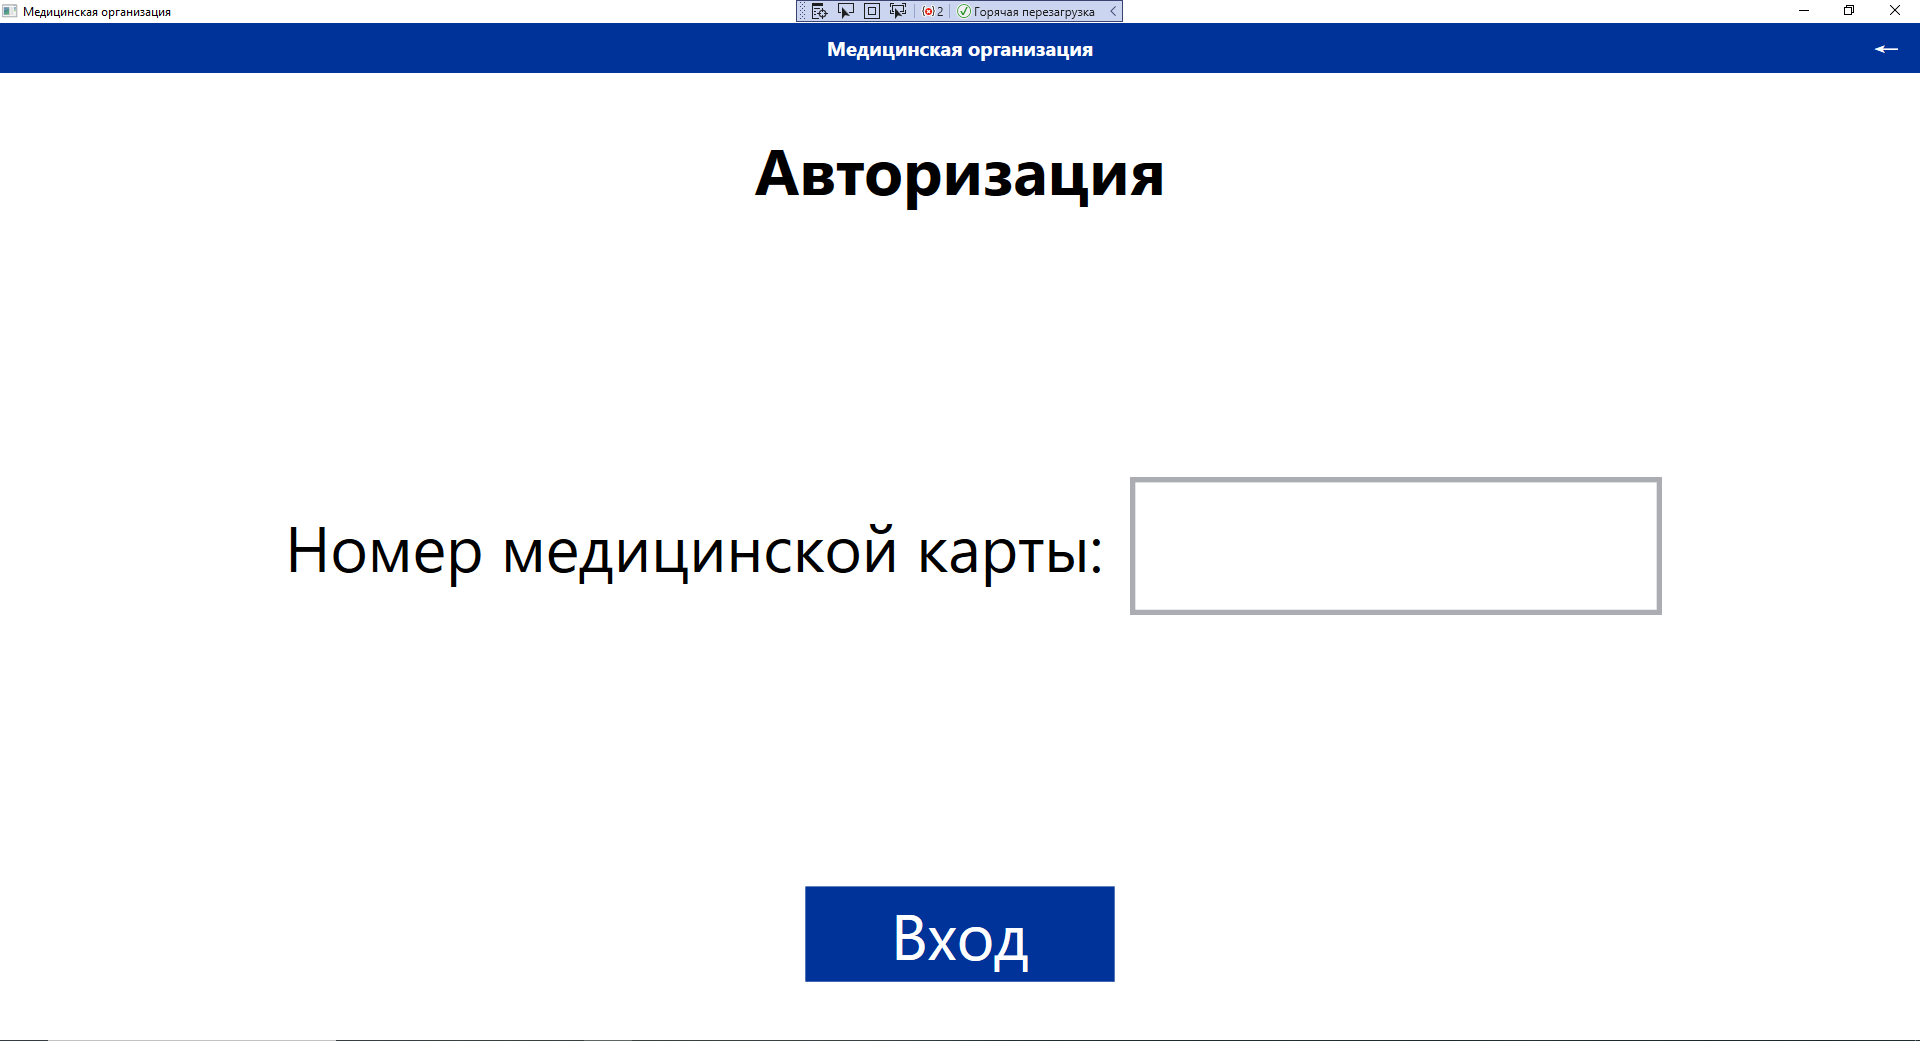 Медицинская организация
2 Горячая перезагрузка
Медицинская организация
Авторизация
Номер медицинской карты:
Вход